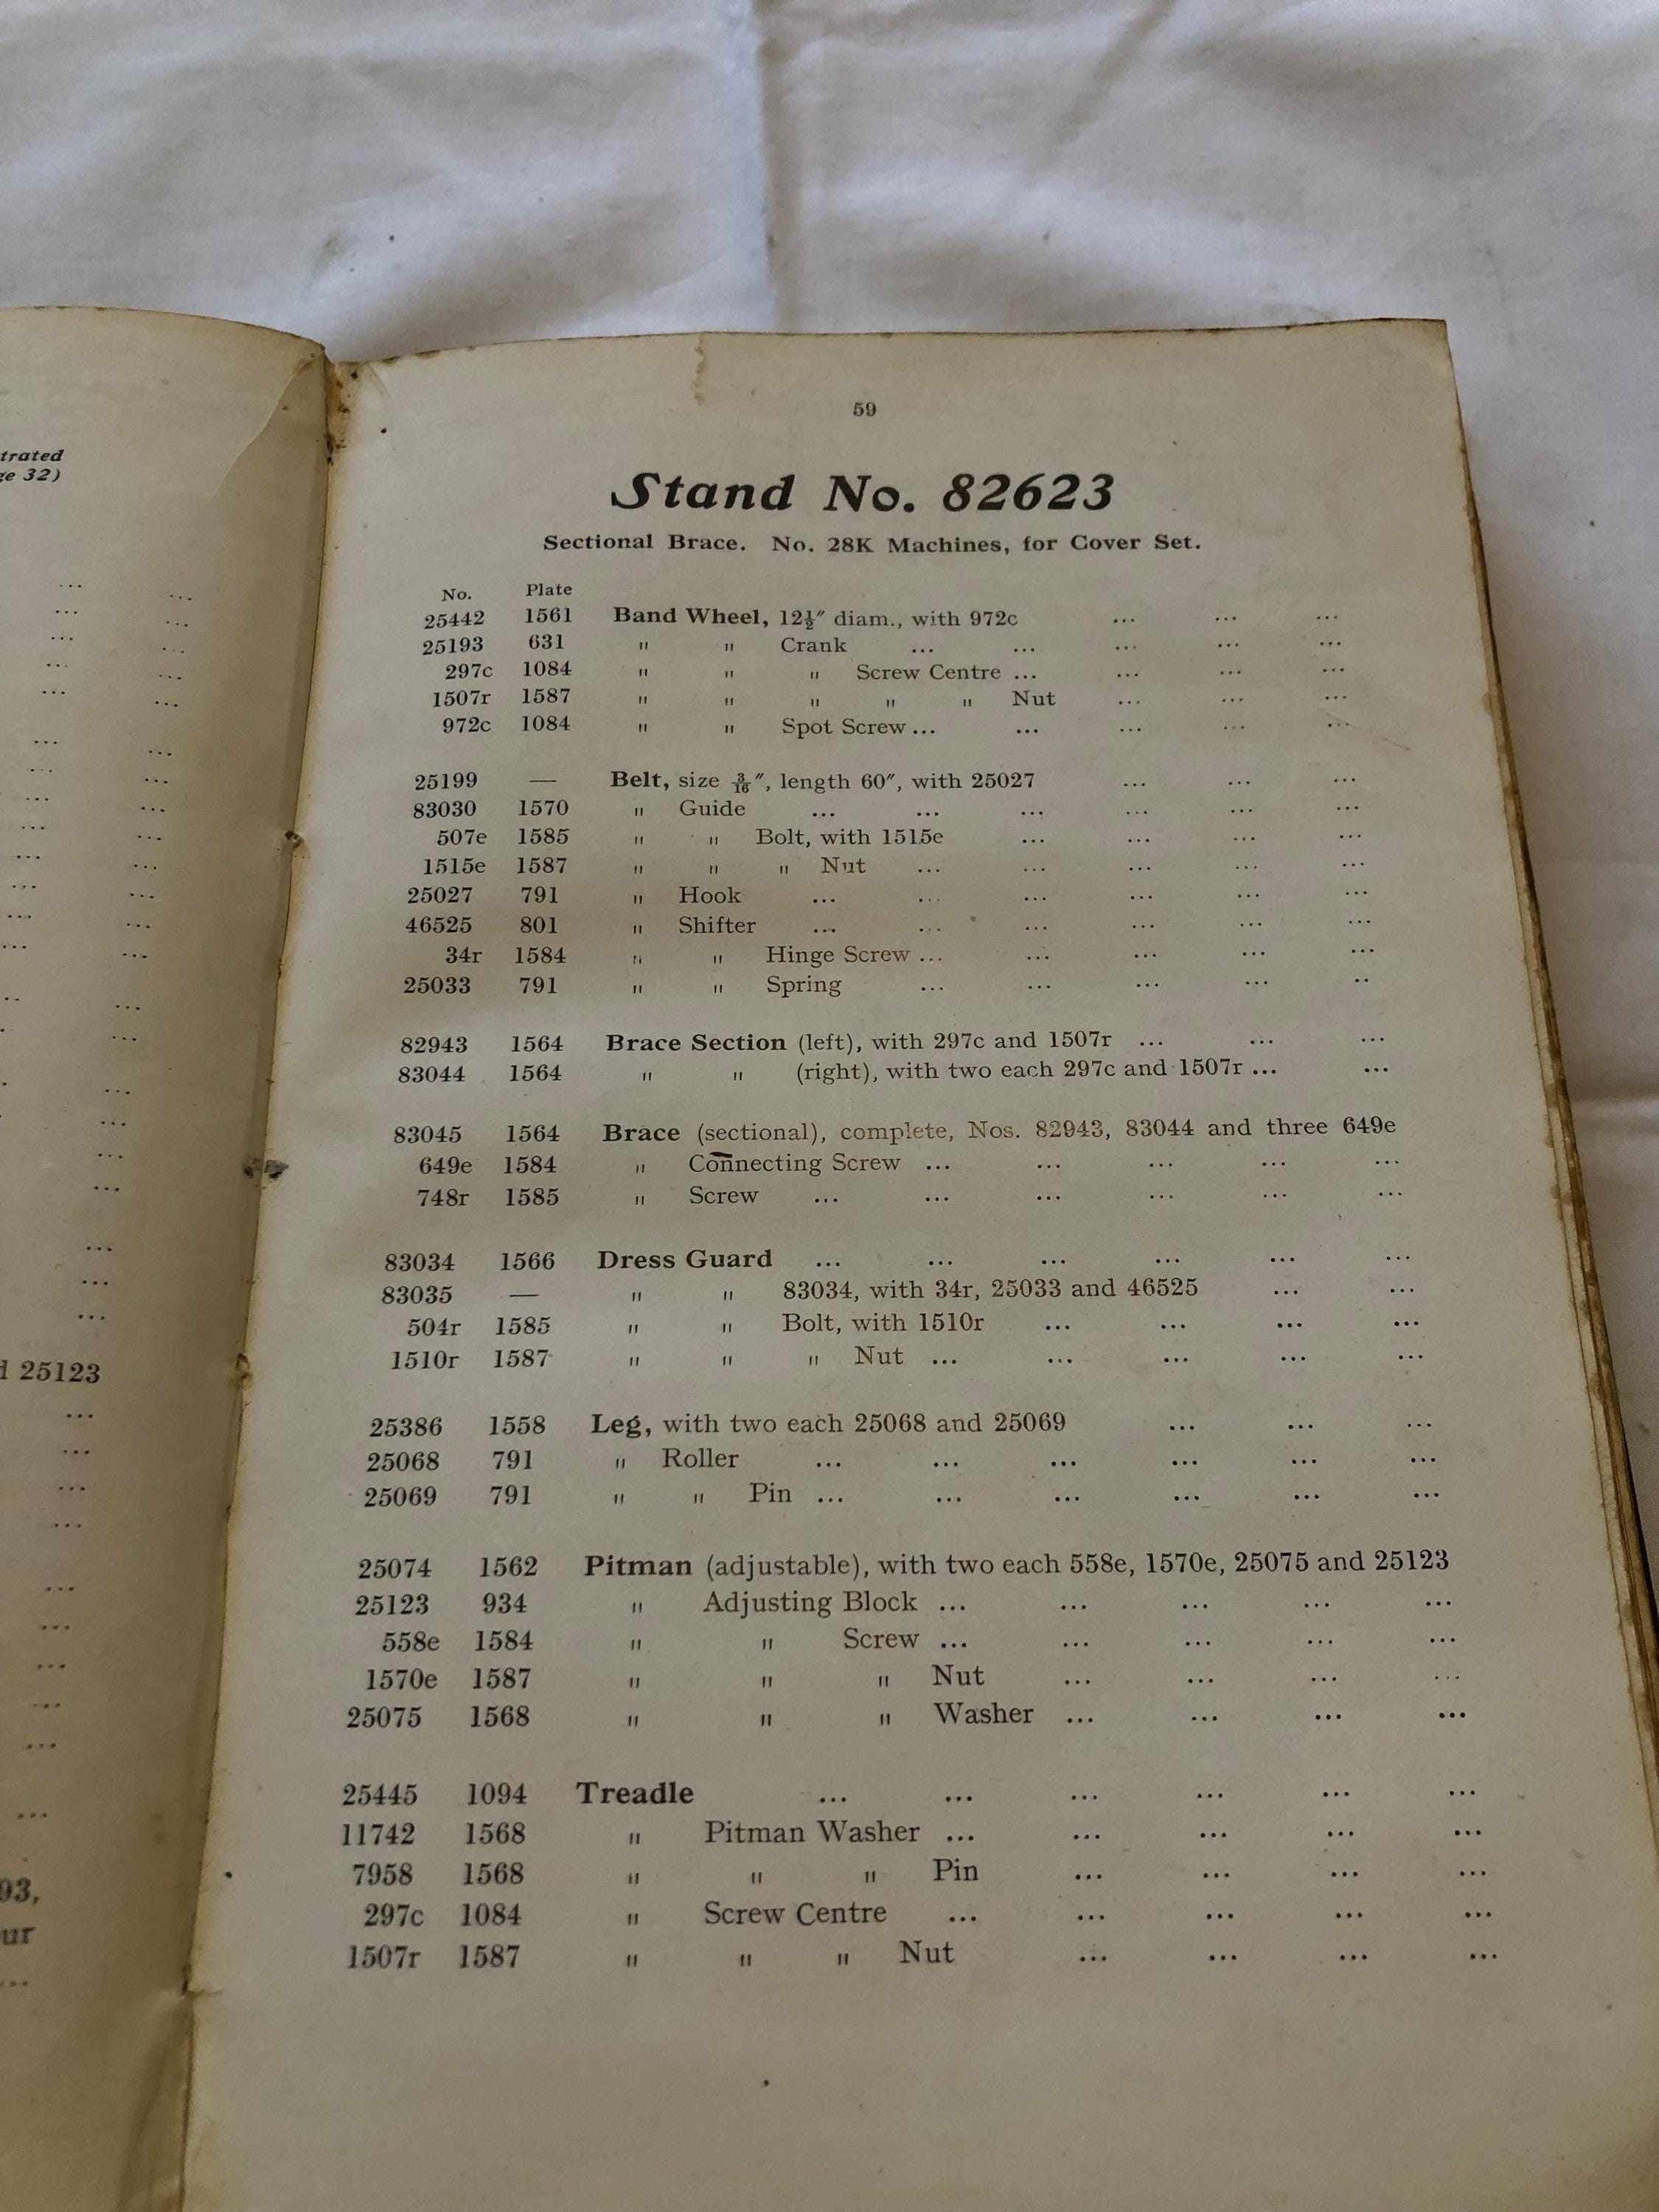 trated
ge 32)
25123
93,
ur
59
Stand No. 82623
Sectional Brace. No. 28K Machines, for Cover Set.
No. Plate
25442 1561 Band Wheel, 12½″ diam., with 972c ... ... ...
25193 631 " " Crank ... ... ... ... ...
297c 1084 " " " Screw Centre ... ... ... ...
1507r 1587 " " " " " Nut ... ... ...
972c 1084 " " Spot Screw ... ... ... ... ...
25199 — Belt, size 3/16″, length 60″, with 25027 ... ... ...
83030 1570 " Guide ... ... ... ... ... ...
507e 1585 " " Bolt, with 1515e ... ... ... ...
1515e 1587 " " " Nut ... ... ... ... ...
25027 791 " Hook ... ... ... ... ... ...
46525 801 " Shifter ... ... ... ... ... ...
34r 1584 " " Hinge Screw ... ... ... ... ...
25033 791 " " Spring ... ... ... ... ..
82943 1564 Brace Section (left), with 297c and 1507r ... ... ...
83044 1564 " " (right), with two each 297c and 1507r ... ...
83045 1564 Brace (sectional), complete, Nos. 82943, 83044 and three 649e
649e 1584 " Connecting Screw ... ... ... ... ...
748r 1585 " Screw ... ... ... ... ... ...
83034 1566 Dress Guard ... ... ... ... ... ...
83035 — " " 83034, with 34r, 25033 and 46525 ... ...
504r 1585 " " Bolt, with 1510r ... ... ... ...
1510r 1587 " " " Nut ... ... ... ... ...
25386 1558 Leg, with two each 25068 and 25069 ... ... ...
25068 791 " Roller ... ... ... ... ... ...
25069 791 " " Pin ... ... ... ... ... ...
25074 1562 Pitman (adjustable), with two each 558e, 1570e, 25075 and 25123
25123 934 " Adjusting Block ... ... ... ... ...
558e 1584 " " Screw ... ... ... ... ...
1570e 1587 " " " Nut ... ... ... ...
25075 1568 " " " Washer ... ... ... ...
25445 1094 Treadle ... ... ... ... ... ...
11742 1568 " Pitman Washer ... ... ... ... ...
7958 1568 " " " Pin ... ... ... ...
297c 1084 " Screw Centre ... ... ... ... ...
1507r 1587 " " " Nut ... ... ... ...